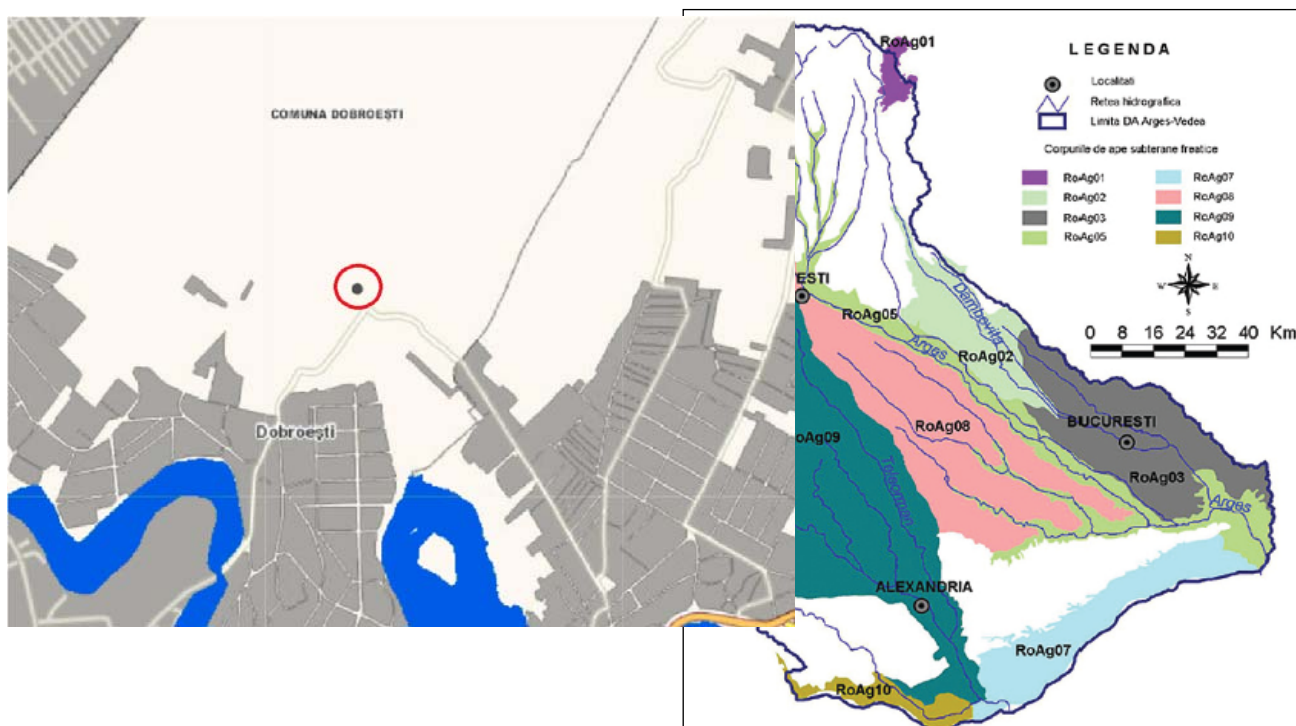 COMUNA DOBROEȘTI
Dobroești
RoAg01
LEGENDA
Localitati
Retea hidrografica
Limita DA Arges-Vedea
Corpurile de ape subterane freatice
RoAg01
RoAg07
RoAg02
RoAg08
RoAg03
RoAg09
RoAg05
RoAg10
N
W
E
S
0 8 16 24 32 40 Km
ESTI
RoAg05
Dambovita
Arges
RoAg02
BUCURESTI
RoAg08
oAg09
RoAg03
Teleorman
Arges
ALEXANDRIA
RoAg07
RoAg10